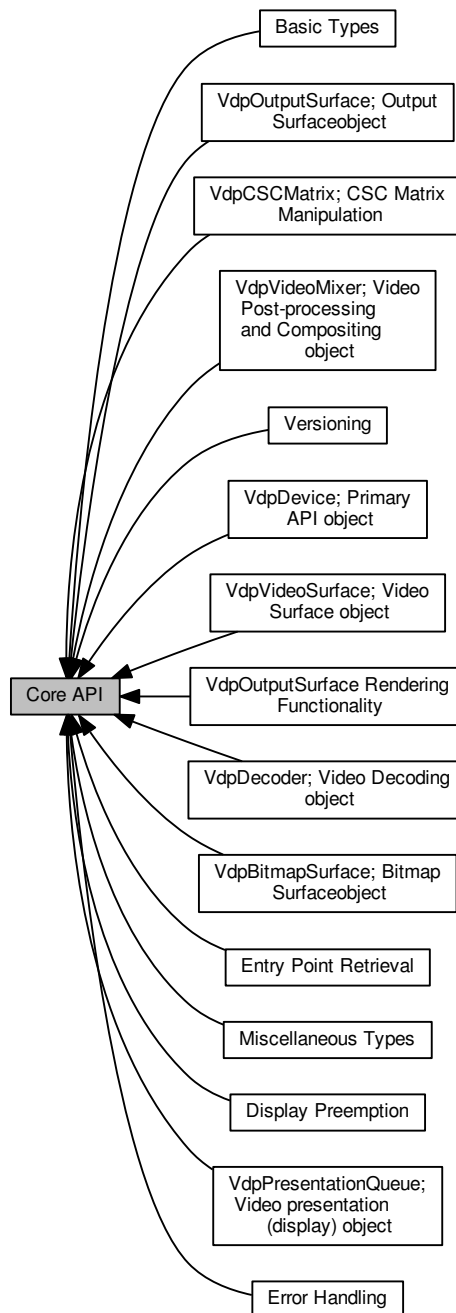 Basic Types
VdpOutputSurface; Output
Surfaceobject
VdpCSCMatrix; CSC Matrix
Manipulation
VdpVideoMixer; Video
Post-processing
and Compositing
object
Versioning
VdpDevice; Primary
API object
VdpVideoSurface; Video
Surface object
Core API
VdpOutputSurface Rendering
Functionality
VdpDecoder; Video Decoding
object
VdpBitmapSurface; Bitmap
Surfaceobject
Entry Point Retrieval
Miscellaneous Types
Display Preemption
VdpPresentationQueue;
Video presentation
(display) object
Error Handling